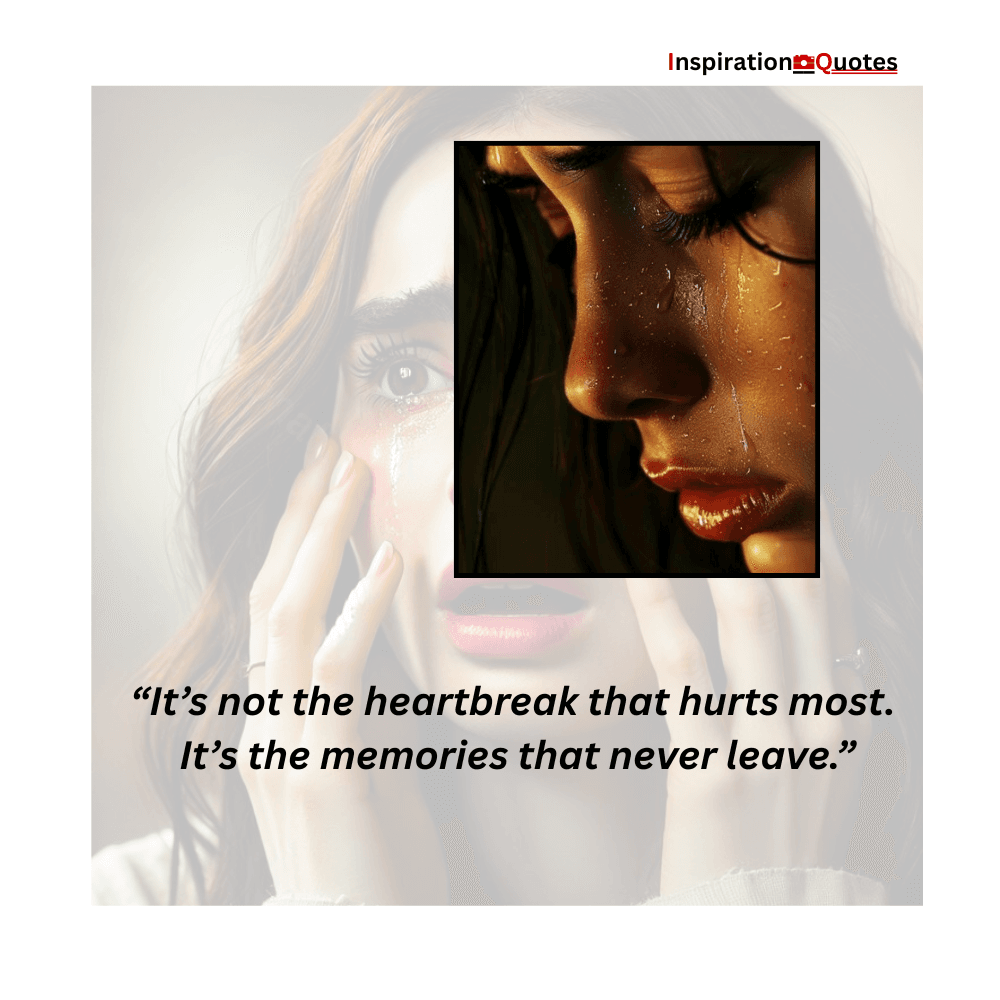 Inspiration Quotes
“It’s not the heartbreak that hurts most.
It’s the memories that never leave.”